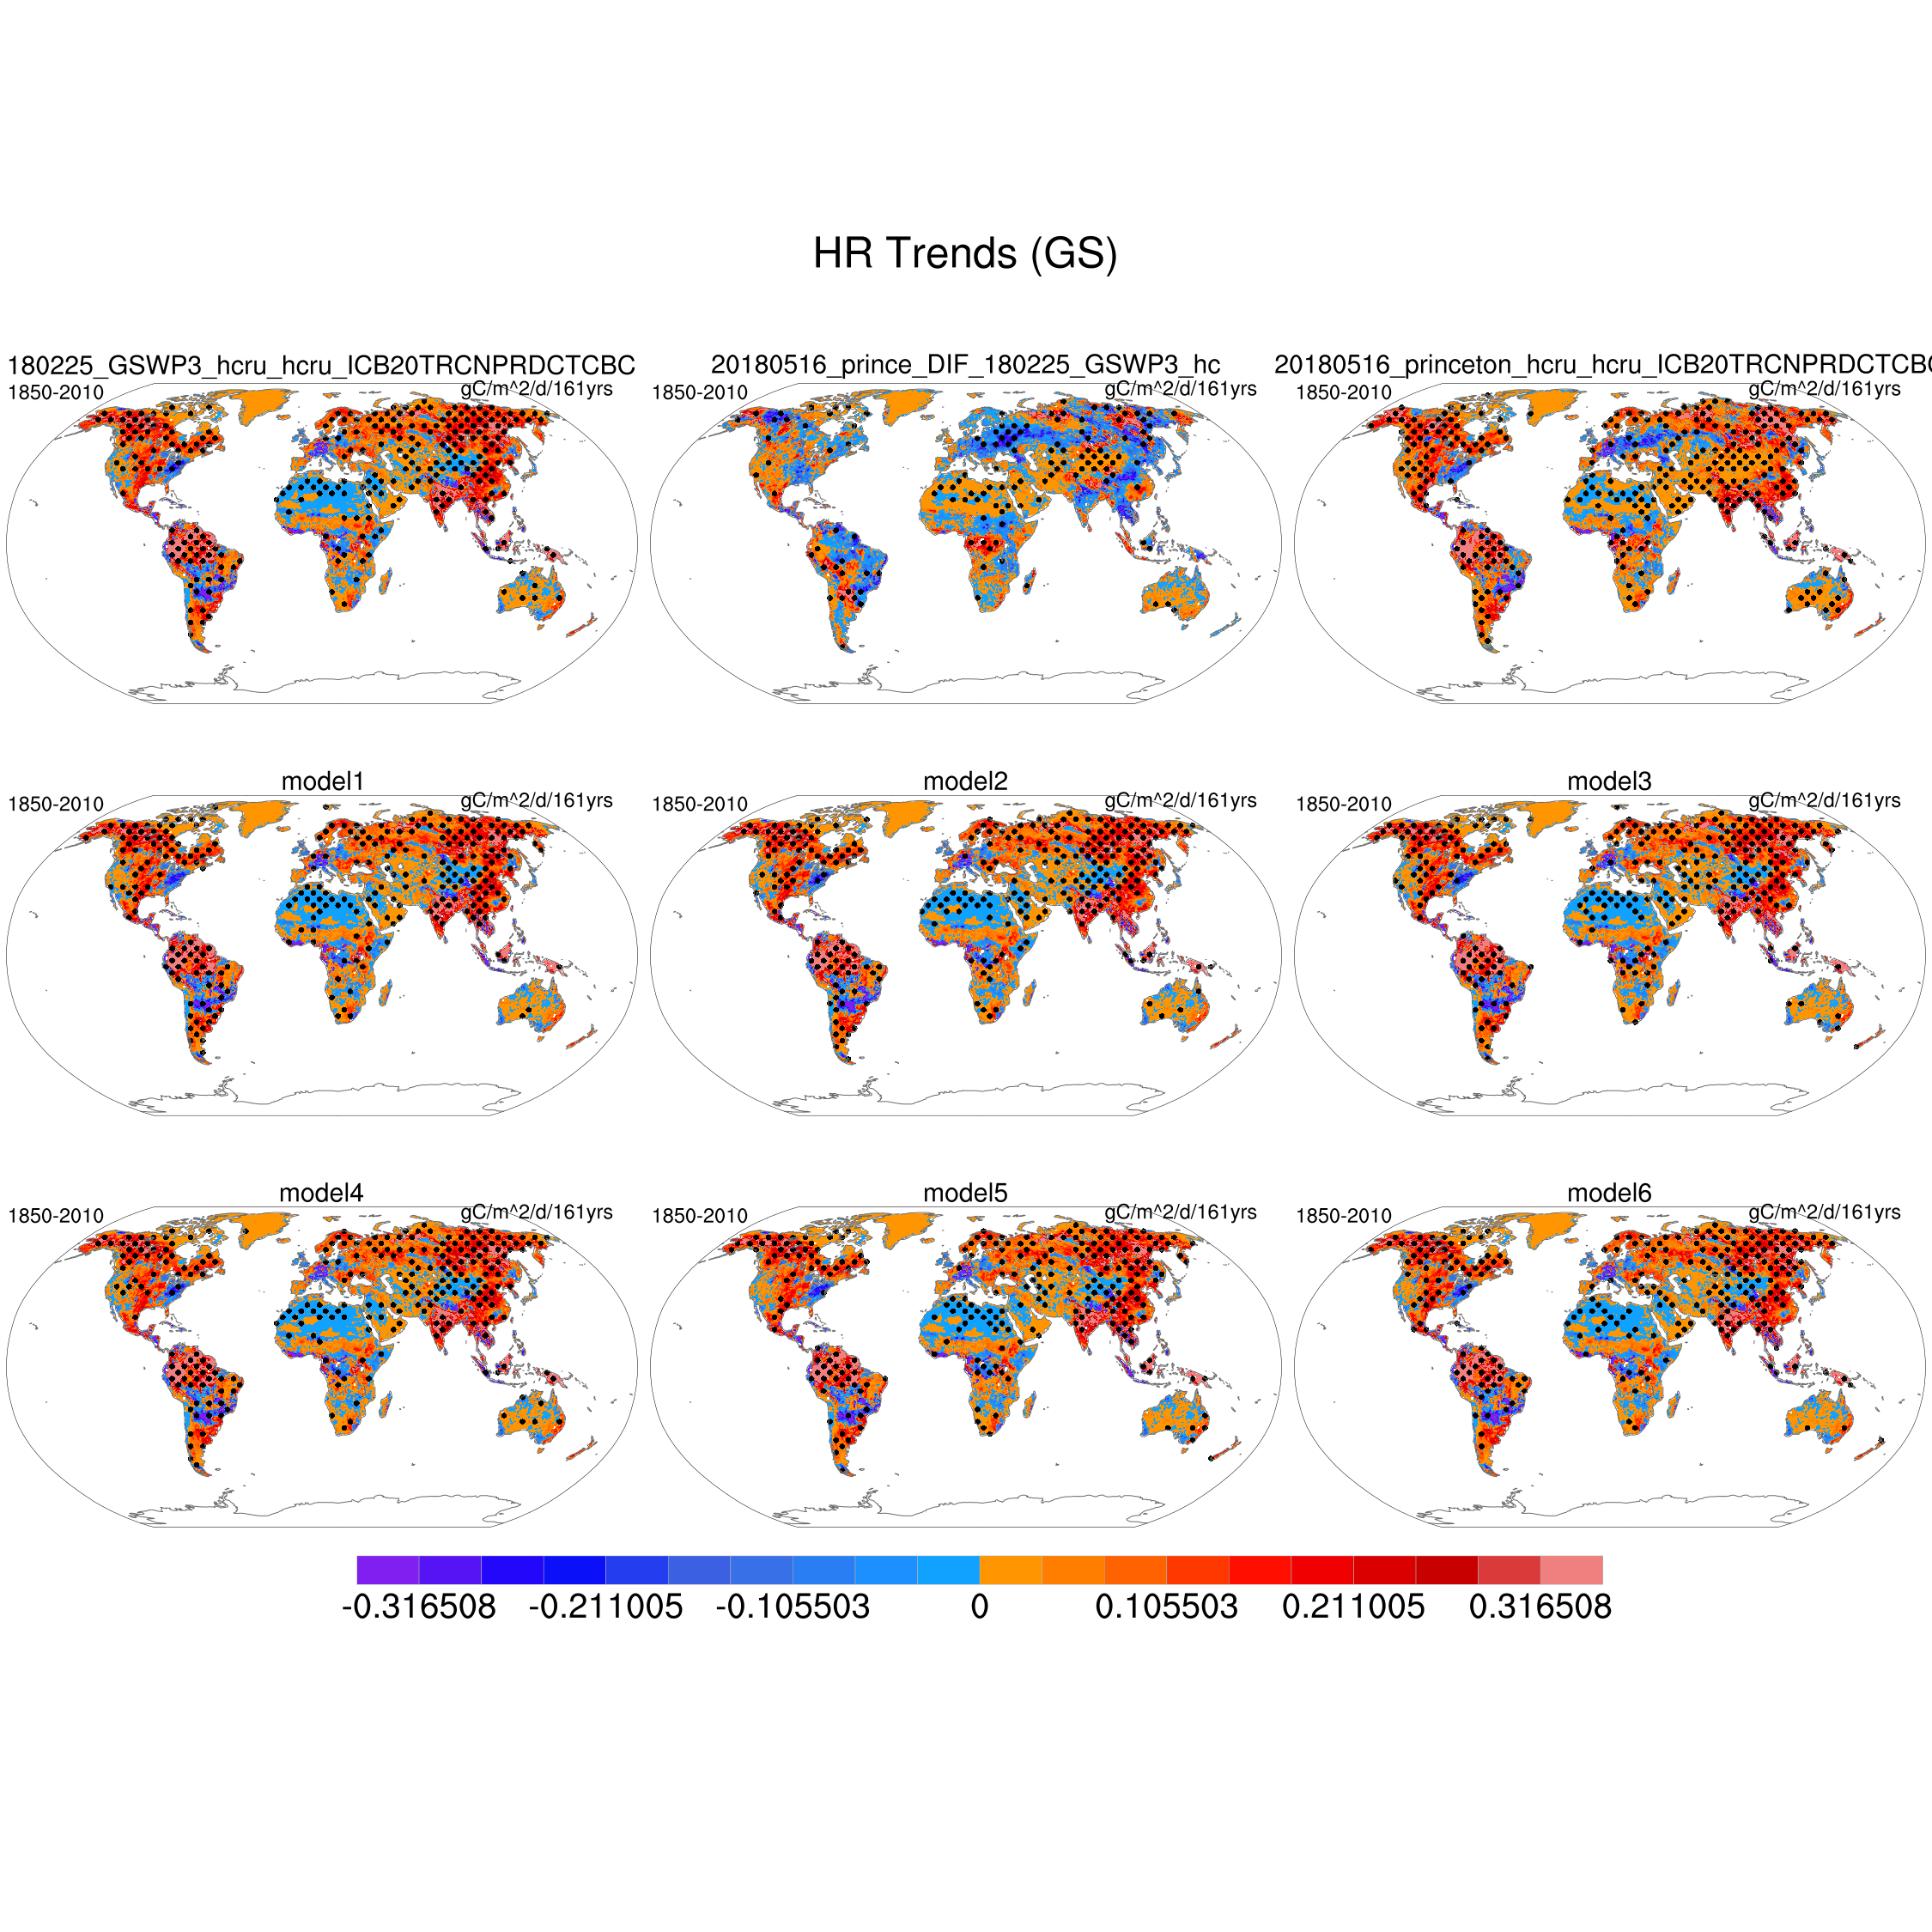 HR Trends (GS)
180225_GSWP3_hcru_hcru_ICB20TRCNPRDCTCBC
1850-2010 gC/m^2/d/161yrs
20180516_prince_DIF_180225_GSWP3_hc
1850-2010 gC/m^2/d/161yrs
20180516_princeton_hcru_hcru_ICB20TRCNPRDCTCBC
1850-2010 gC/m^2/d/161yrs
model1
1850-2010 gC/m^2/d/161yrs
model2
1850-2010 gC/m^2/d/161yrs
model3
1850-2010 gC/m^2/d/161yrs
model4
1850-2010 gC/m^2/d/161yrs
model5
1850-2010 gC/m^2/d/161yrs
model6
1850-2010 gC/m^2/d/161yrs
-0.316508 -0.211005 -0.105503 0 0.105503 0.211005 0.316508